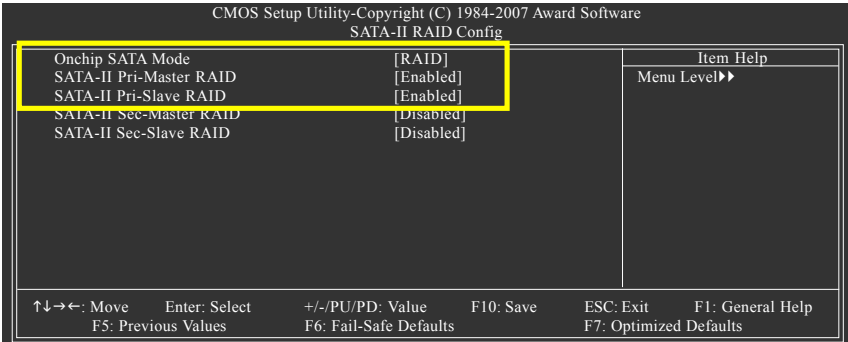 CMOS Setup Utility-Copyright (C) 1984-2007 Award Software
SATA-II RAID Config
Onchip SATA Mode [RAID]
SATA-II Pri-Master RAID [Enabled]
SATA-II Pri-Slave RAID [Enabled]
SATA-II Sec-Master RAID [Disabled]
SATA-II Sec-Slave RAID [Disabled]
Item Help
Menu Level▸▸
↑↓→←: Move Enter: Select +/-/PU/PD: Value F10: Save ESC: Exit F1: General Help
F5: Previous Values F6: Fail-Safe Defaults F7: Optimized Defaults